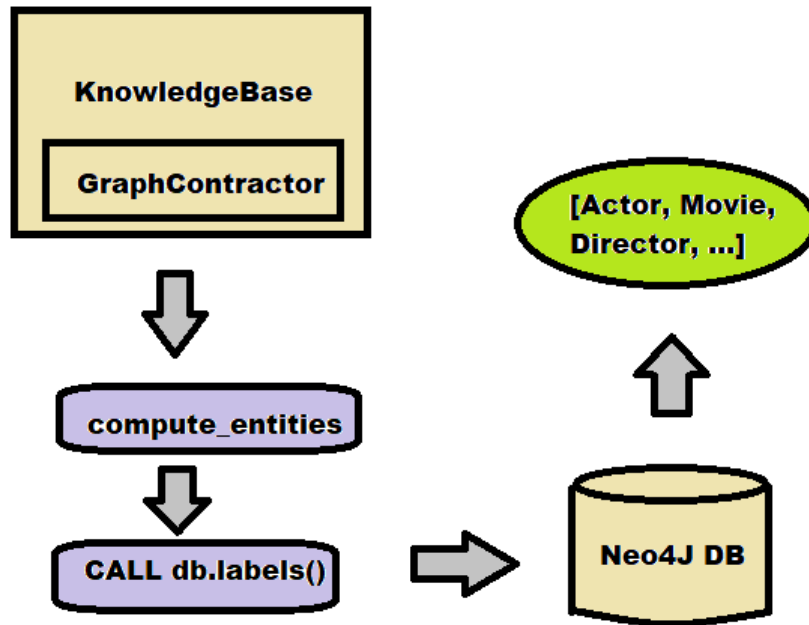 KnowledgeBase
GraphContractor
compute_entities
CALL db.labels()
Neo4J DB
[Actor, Movie,
Director, ...]